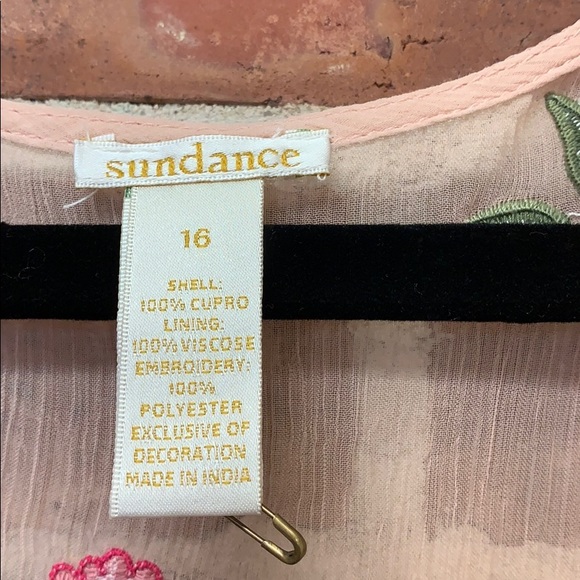 sundance
16
SHELL:
100% CUPRO
LINING:
100% VISCOSE
EMBROIDERY:
100%
POLYESTER
EXCLUSIVE OF
DECORATION
MADE IN INDIA